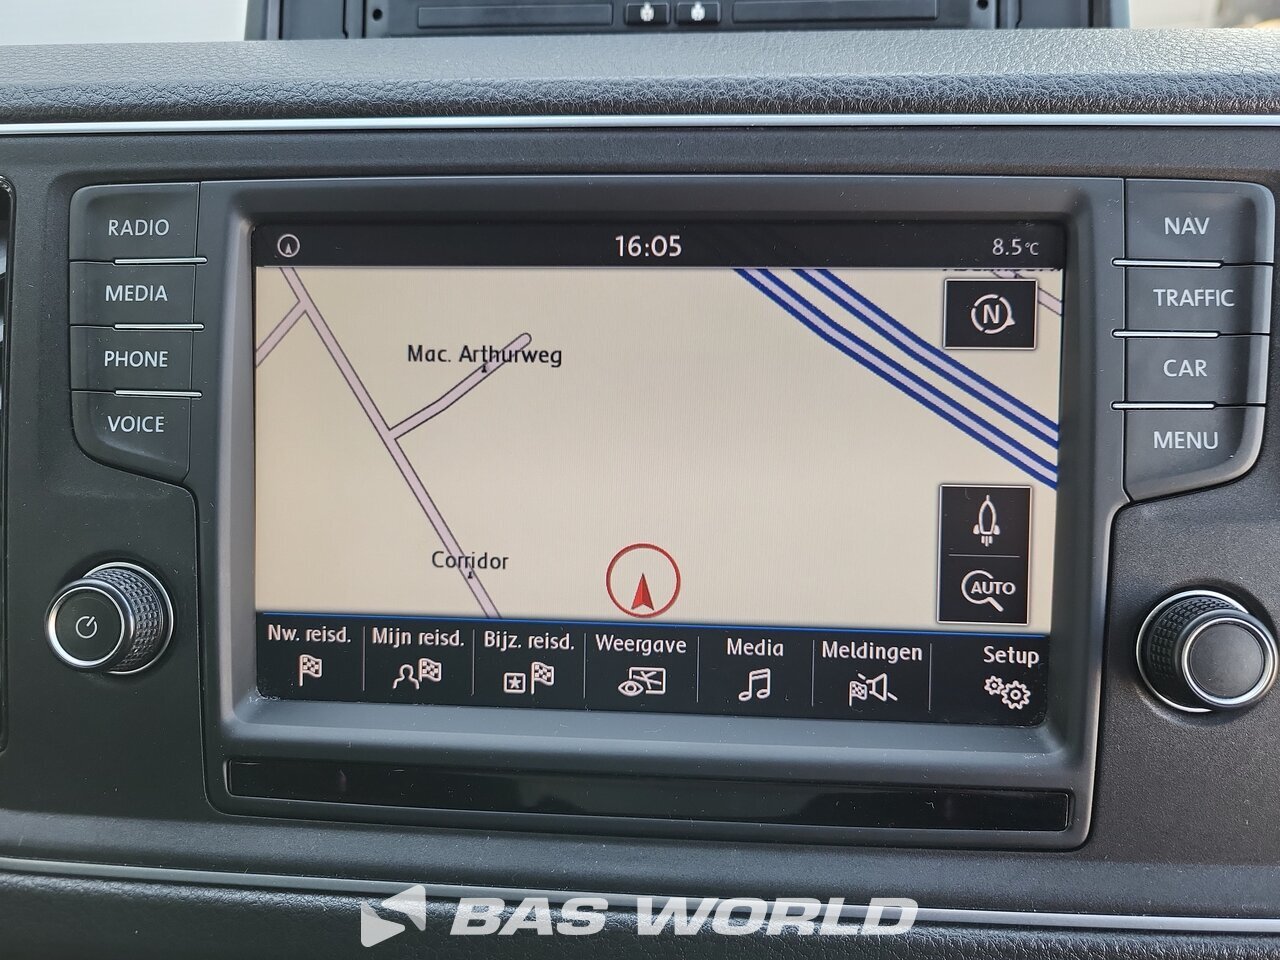 RADIO
MEDIA
PHONE
VOICE
16:05
8.5°C
N
Mac. Arthurweg
Corridor
AUTO
Nw. reisd.
Mijn reisd.
Bijz. reisd.
Weergave
Media
Meldingen
Setup
NAV
TRAFFIC
CAR
MENU
BAS WORLD